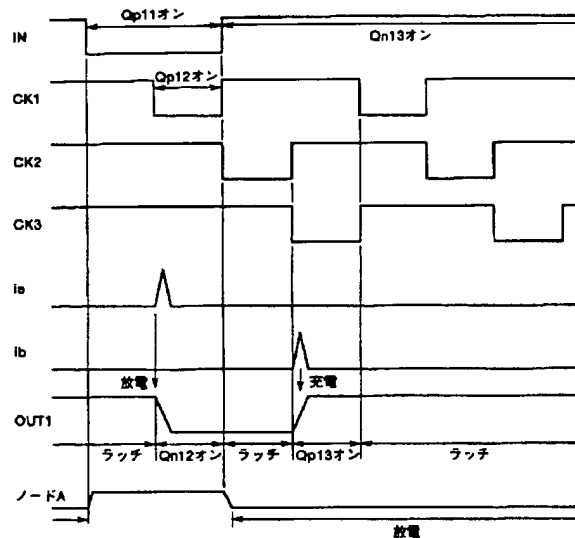 Qp11オン
IN
Qn13オン
Qp12オン
CK1
CK2
CK3
ia
ib
放電
充電
OUT1
ラッチ
Qn12オン
ラッチ
Qp13オン
ラッチ
ノードA
放電